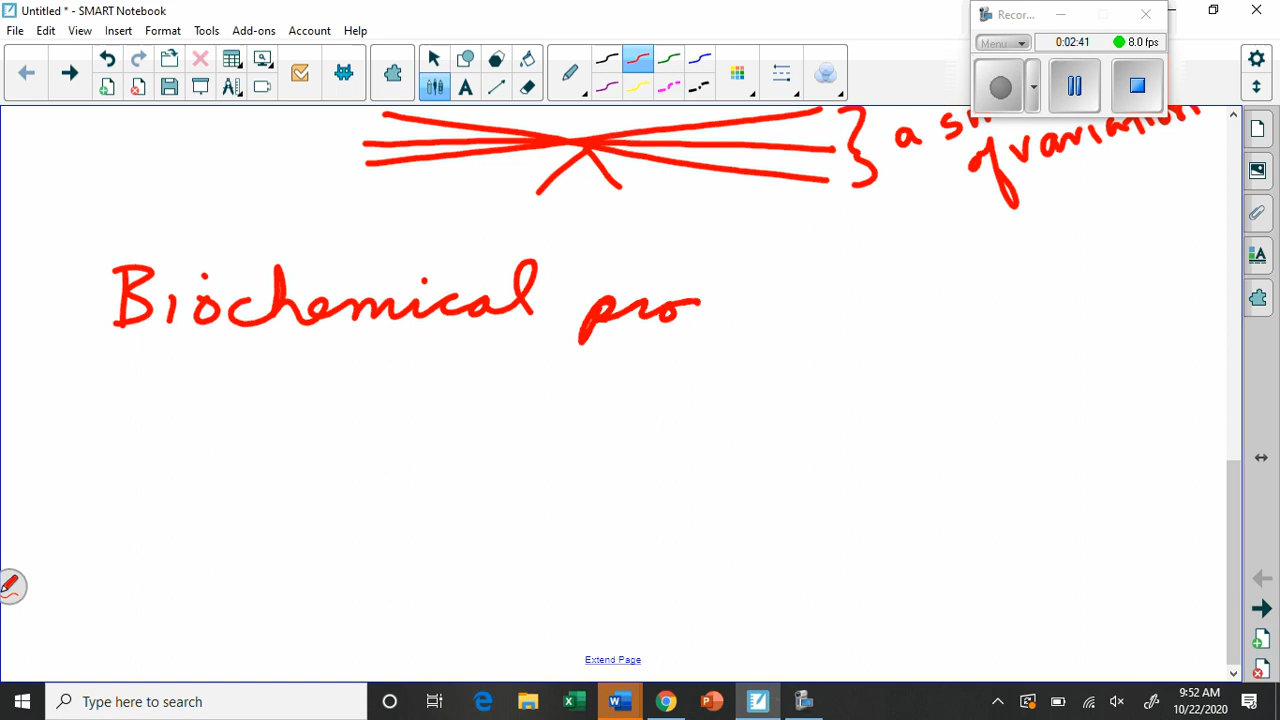 Untitled * - SMART Notebook
Recor...
File Edit View Insert Format Tools Add-ons Account Help
Menu 0:02:41 8.0 fps
a
of variation
Biochemical pro
Extend Page
Type here to search
9:52 AM
10/22/2020